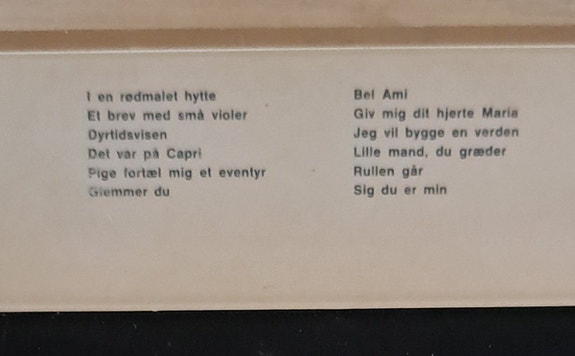 I en rødmalet hytte
Et brev med små violer
Dyrtidsvisen
Det var på Capri
Pige fortæl mig et eventyr
Glemmer du
Bel Ami
Giv mig dit hjerte Maria
Jeg vil bygge en verden
Lille mand, du græder
Rullen går
Sig du er min